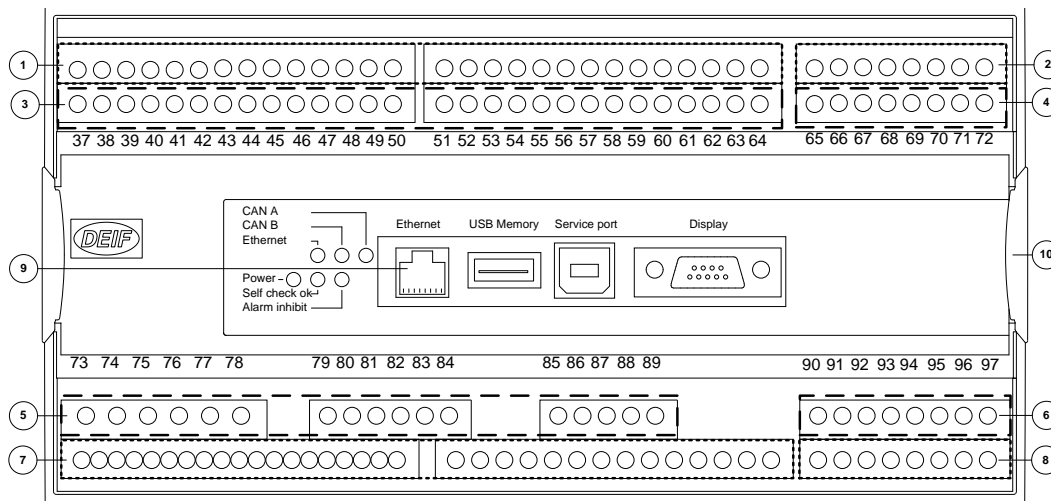 1 2
3 4
37 38 39 40 41 42 43 44 45 46 47 48 49 50 51 52 53 54 55 56 57 58 59 60 61 62 63 64 65 66 67 68 69 70 71 72
CAN A
CAN B
Ethernet
Ethernet USB Memory Service port Display
DEIF
9 10
Power
Self check ok
Alarm inhibit
73 74 75 76 77 78 79 80 81 82 83 84 85 86 87 88 89 90 91 92 93 94 95 96 97
5 6
7 8